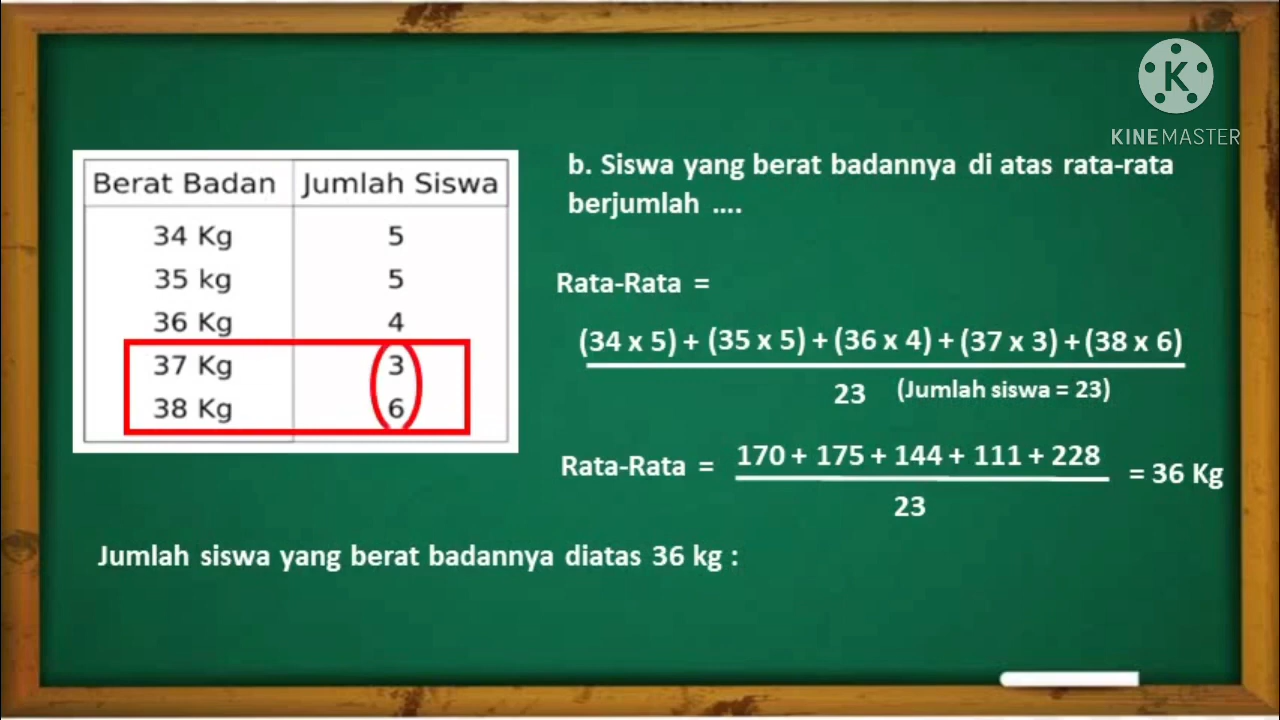 KINEMASTER
Berat Badan Jumlah Siswa
34 Kg 5
35 kg 5
36 Kg 4
37 Kg 3
38 Kg 6
b. Siswa yang berat badannya di atas rata-rata
berjumlah ....
Rata-Rata =
(34 x 5) + (35 x 5) + (36 x 4) + (37 x 3) + (38 x 6)
23 (Jumlah siswa = 23)
Rata-Rata = 170 + 175 + 144 + 111 + 228 = 36 Kg
23
Jumlah siswa yang berat badannya diatas 36 kg :